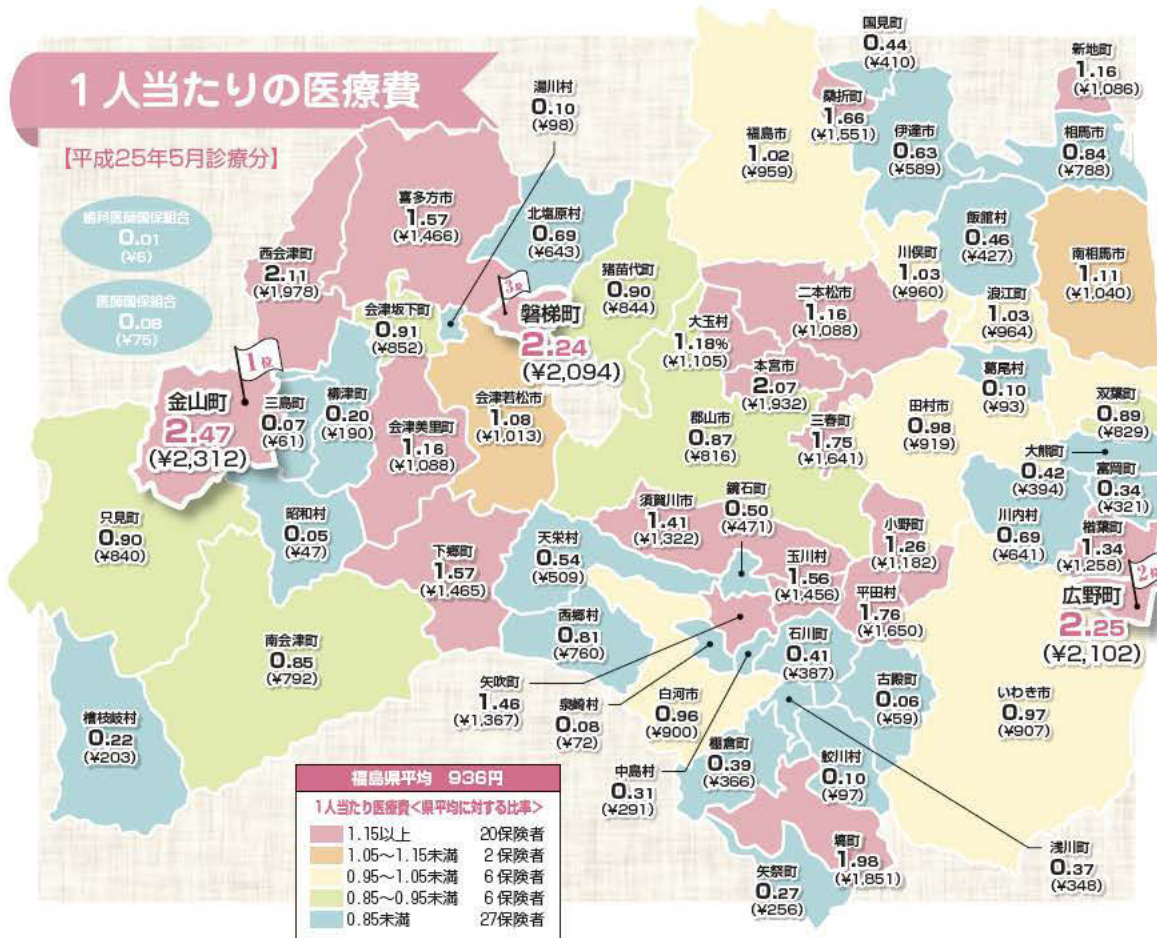 1人当たりの医療費
【平成25年5月診療分】
歯科医師国保組合
0.01
(¥6)
医師国保組合
0.08
(¥75)
湯川村
0.10
(¥98)
国見町
0.44
(¥410)
新地町
1.16
(¥1,086)
桑折町
1.66
(¥1,551)
福島市
1.02
(¥959)
伊達市
0.63
(¥589)
相馬市
0.84
(¥788)
喜多方市
1.57
(¥1,466)
北塩原村
0.69
(¥643)
西会津町
2.11
(¥1,978)
猪苗代町
0.90
(¥844)
川俣町
1.03
(¥960)
飯館村
0.46
(¥427)
南相馬市
1.11
(¥1,040)
会津坂下町
0.91
(¥852)
3位
磐梯町
2.24
(¥2,094)
大玉村
1.18%
(¥1,105)
二本松市
1.16
(¥1,088)
浪江町
1.03
(¥964)
1位
金山町
2.47
(¥2,312)
三島町
0.07
(¥61)
柳津町
0.20
(¥190)
会津美里町
1.16
(¥1,088)
会津若松市
1.08
(¥1,013)
本宮市
2.07
(¥1,932)
葛尾村
0.10
(¥93)
双葉町
0.89
(¥829)
郡山市
0.87
(¥816)
三春町
1.75
(¥1,641)
田村市
0.98
(¥919)
大熊町
0.42
(¥394)
富岡町
0.34
(¥321)
只見町
0.90
(¥840)
昭和村
0.05
(¥47)
下郷町
1.57
(¥1,465)
天栄村
0.54
(¥509)
須賀川市
1.41
(¥1,322)
鏡石町
0.50
(¥471)
玉川村
1.56
(¥1,456)
小野町
1.26
(¥1,182)
川内村
0.69
(¥641)
楢葉町
1.34
(¥1,258)
2位
広野町
2.25
(¥2,102)
平田村
1.76
(¥1,650)
南会津町
0.85
(¥792)
西郷村
0.81
(¥760)
石川町
0.41
(¥387)
古殿町
0.06
(¥59)
いわき市
0.97
(¥907)
檜枝岐村
0.22
(¥203)
矢吹町
1.46
(¥1,367)
泉崎村
0.08
(¥72)
白河市
0.96
(¥900)
中島村
0.31
(¥291)
棚倉町
0.39
(¥366)
鮫川村
0.10
(¥97)
浅川町
0.37
(¥348)
塙町
1.98
(¥1,851)
矢祭町
0.27
(¥256)
福島県平均 936円
1人当たり医療費<県平均に対する比率>
1.15以上 20保険者
1.05〜1.15未満 2保険者
0.95〜1.05未満 6保険者
0.85〜0.95未満 6保険者
0.85未満 27保険者